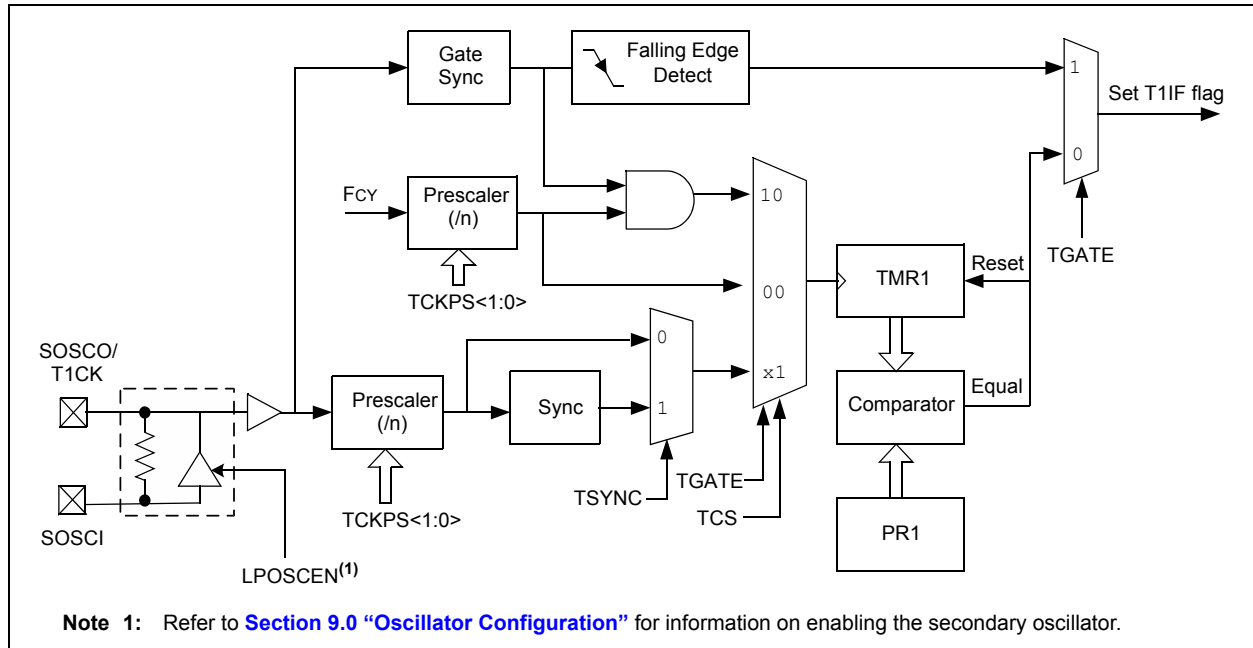 Gate
Sync
Falling Edge
Detect
1
Set T1IF flag
0
TGATE
FCY
Prescaler
(/n)
TCKPS<1:0>
10
00
x1
TMR1
Reset
SOSCO/
T1CK
SOSCI
Prescaler
(/n)
TCKPS<1:0>
Sync
0
1
TSYNC
TGATE
TCS
Comparator
Equal
PR1
LPOSCEN(1)
Note 1: Refer to Section 9.0 “Oscillator Configuration” for information on enabling the secondary oscillator.